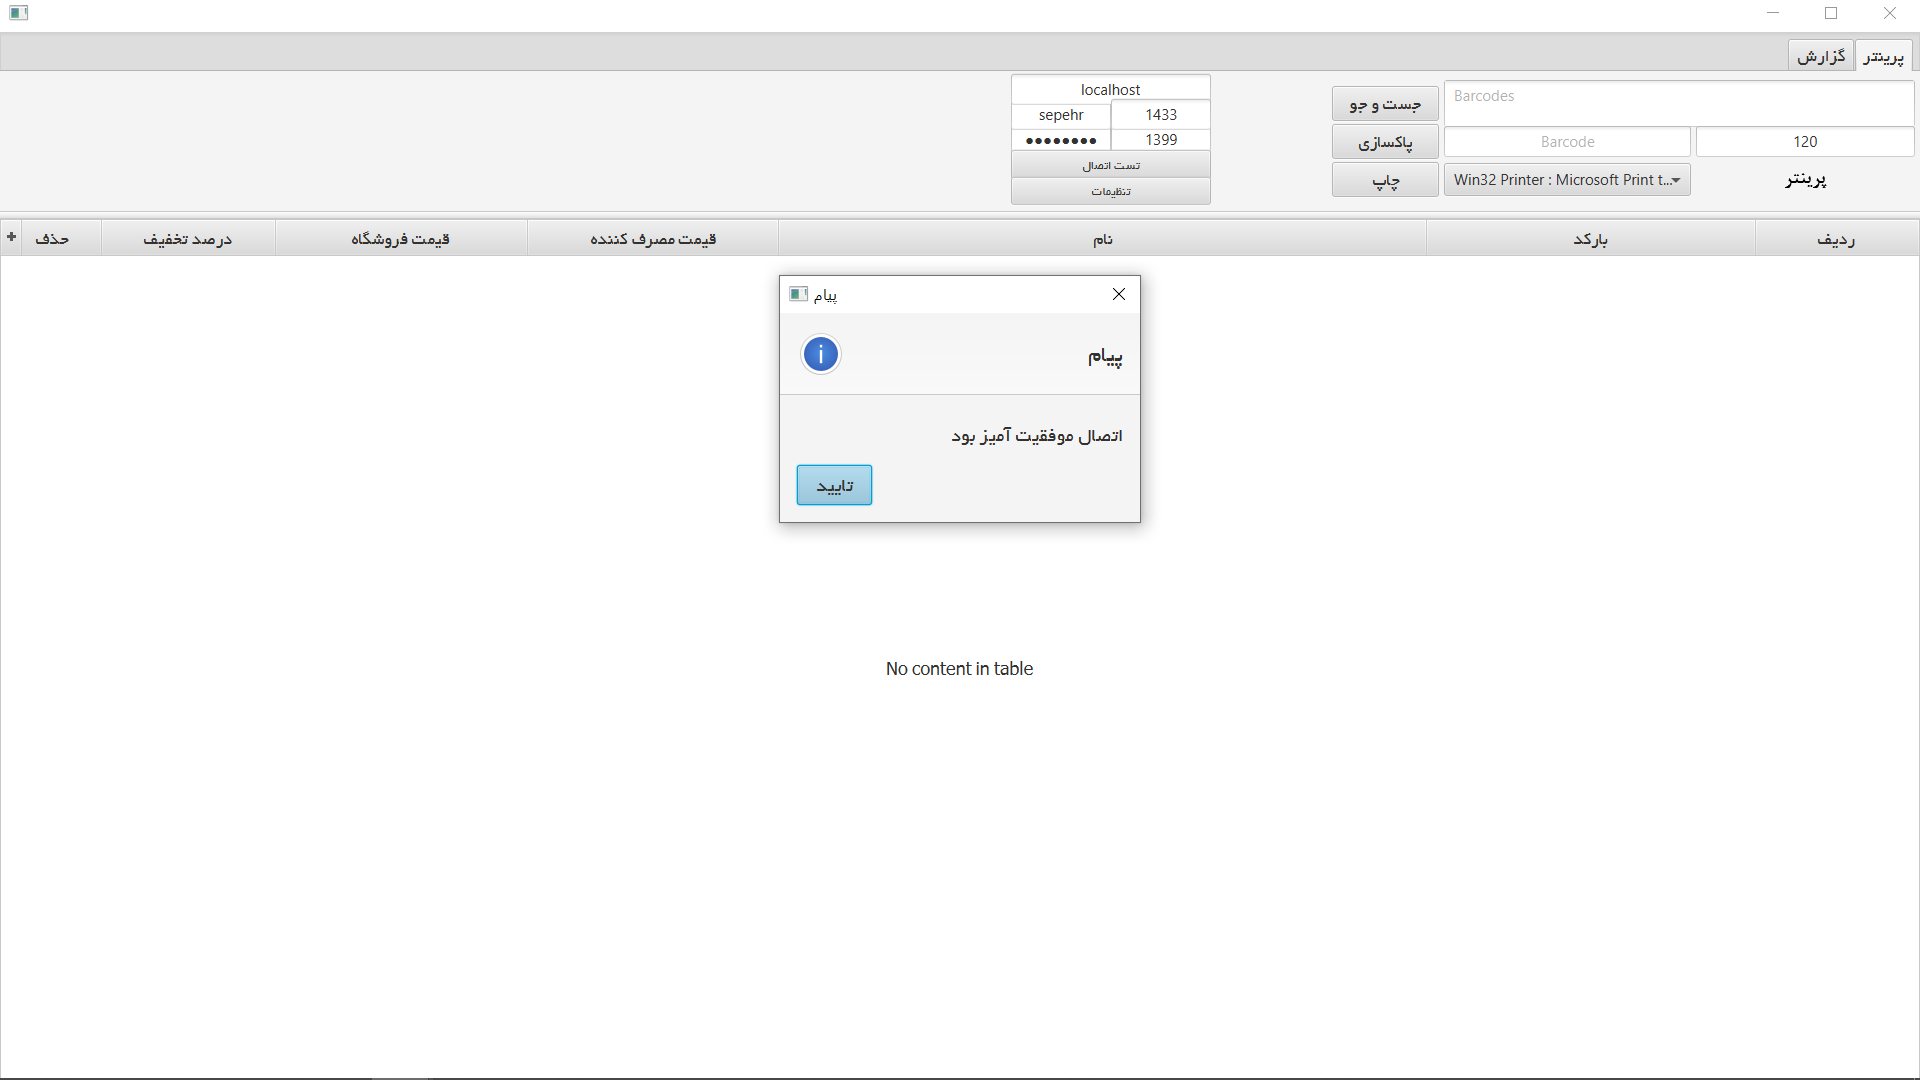 پرینتر
گزارش
Barcodes
جست و جو
localhost
120
Barcode
پاکسازی
1433
sepehr
1399
●●●●●●●●
تست اتصال
تنظیمات
پرینتر
Win32 Printer : Microsoft Print t...
چاپ
ردیف
بارکد
نام
قیمت مصرف کننده
قیمت فروشگاه
درصد تخفیف
حذف
+
پیام
پیام
اتصال موفقیت آمیز بود
تایید
No content in table